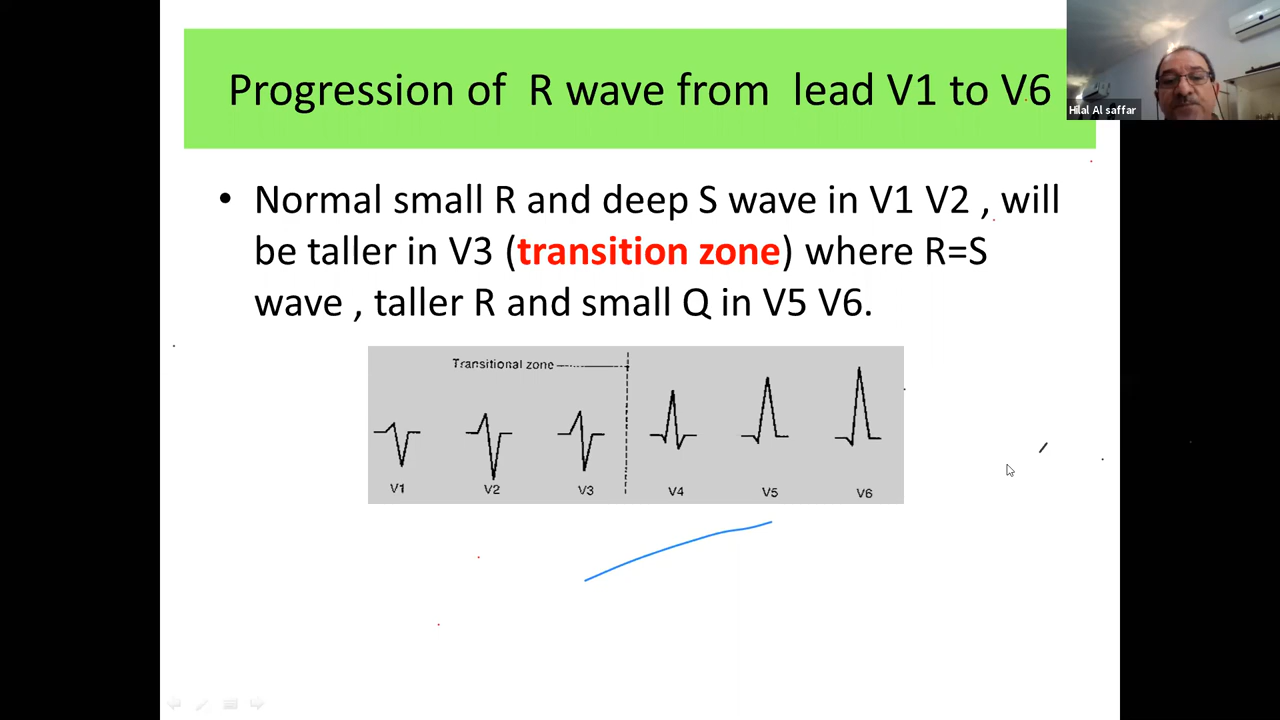 Progression of R wave from lead V1 to V6
Hilal Al saffar
• Normal small R and deep S wave in V1 V2 , will
be taller in V3 (transition zone) where R=S
wave , taller R and small Q in V5 V6.
Transitional zone
V1 V2 V3 V4 V5 V6